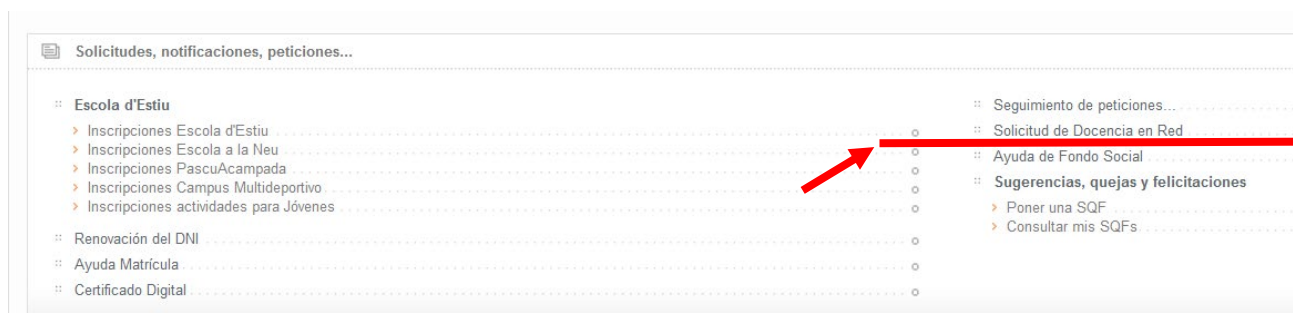 Solicitudes, notificaciones, peticiones...
Escola d'Estiu
Inscripciones Escola d'Estiu
Inscripciones Escola a la Neu
Inscripciones PascuAcampada
Inscripciones Campus Multideportivo
Inscripciones actividades para Jóvenes
Renovación del DNI
Ayuda Matrícula
Certificado Digital
Seguimiento de peticiones...
Solicitud de Docencia en Red
Ayuda de Fondo Social
Sugerencias, quejas y felicitaciones
Poner una SQF
Consultar mis SQFs